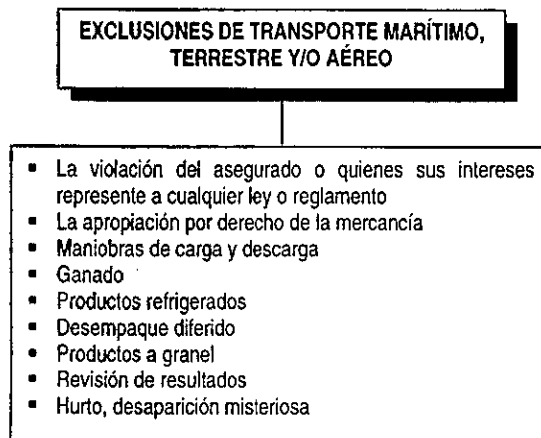 EXCLUSIONES DE TRANSPORTE MARÍTIMO,
TERRESTRE Y/O AÉREO
▪ La violación del asegurado o quienes sus intereses
represente a cualquier ley o reglamento
▪ La apropiación por derecho de la mercancía
▪ Maniobras de carga y descarga
▪ Ganado
▪ Productos refrigerados
▪ Desempaque diferido
▪ Productos a granel
▪ Revisión de resultados
▪ Hurto, desaparición misteriosa